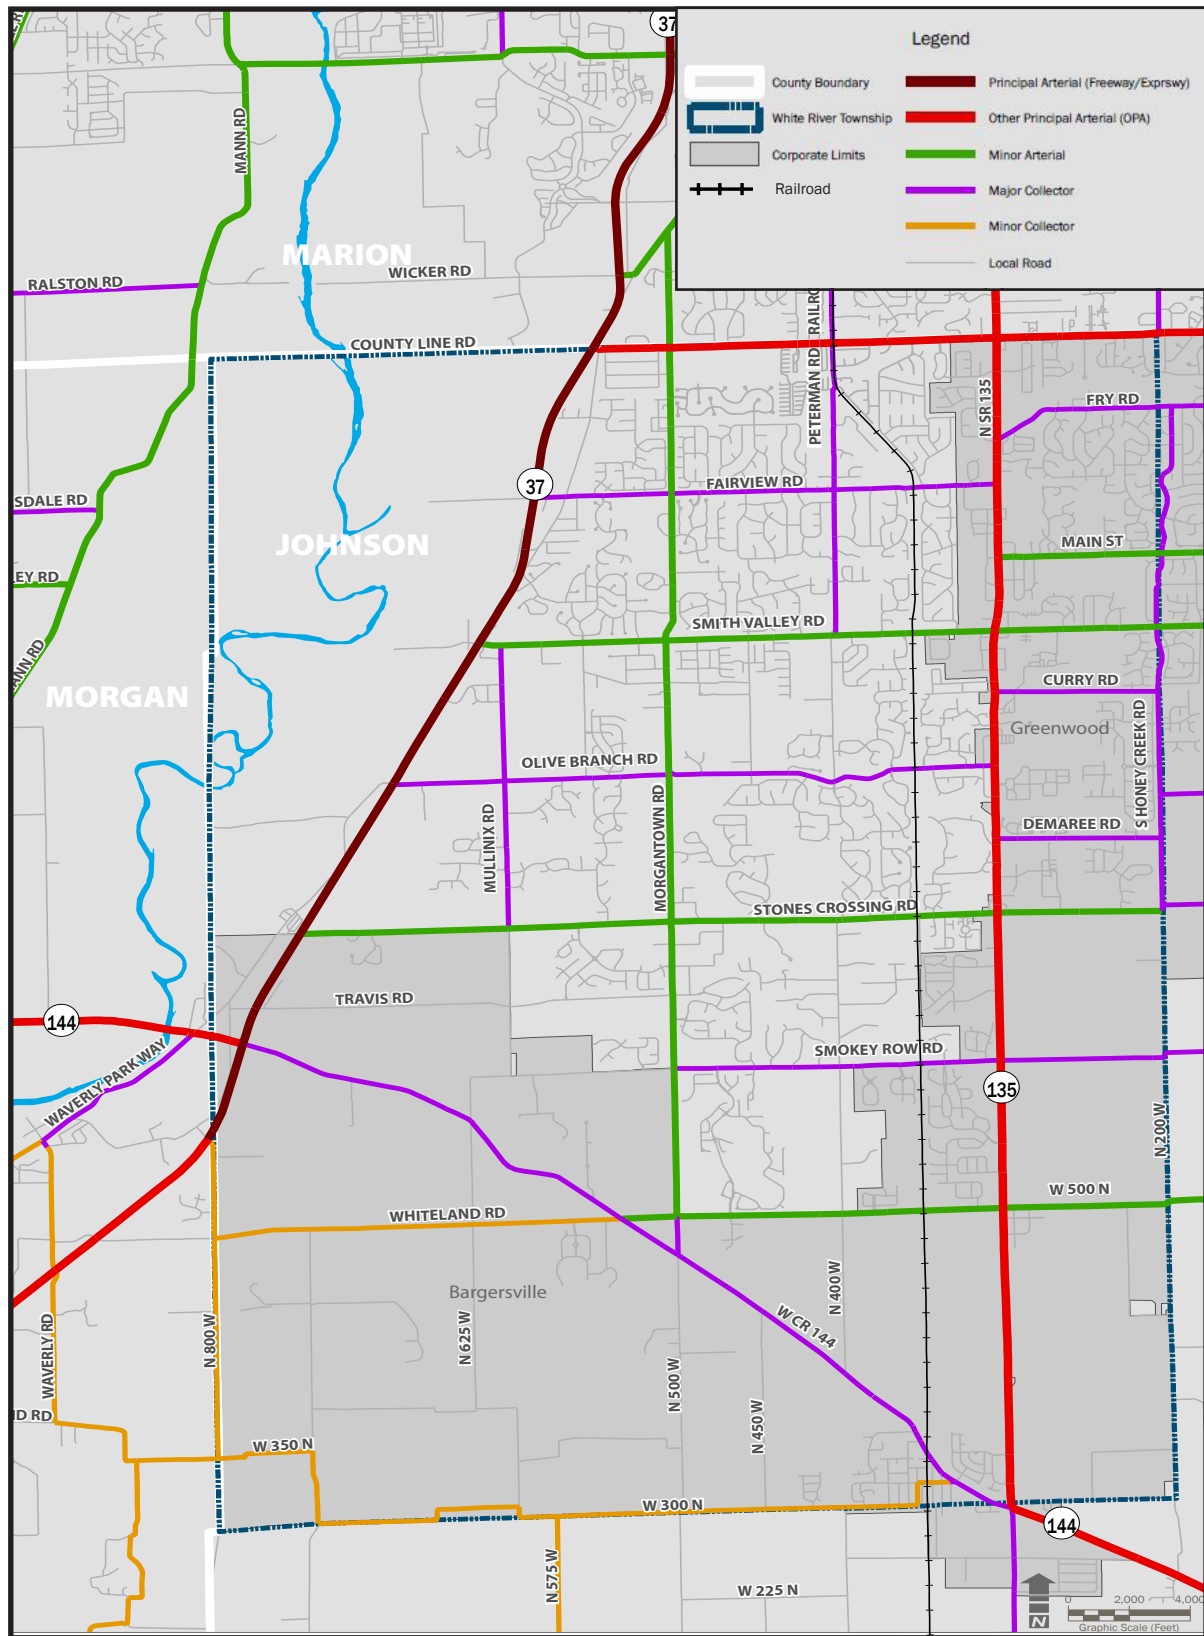 37
Legend
County Boundary
Principal Arterial (Freeway/Exprswy)
White River Township
Other Principal Arterial (OPA)
Corporate Limits
Minor Arterial
Railroad
Major Collector
Minor Collector
Local Road
MANN RD
MARION
WICKER RD
RALSTON RD
COUNTY LINE RD
PETERMAN RD
N SR 135
FRY RD
37
FAIRVIEW RD
SDALE RD
JOHNSON
MAIN ST
EY RD
SMITH VALLEY RD
ANN RD
MORGAN
CURRY RD
Greenwood
S HONEY CREEK RD
OLIVE BRANCH RD
MULLINIX RD
MORGANTOWN RD
DEMAREE RD
STONES CROSSING RD
TRAVIS RD
144
SMOKEY ROW RD
WAVERLY PARK WAY
135
N 200 W
W 500 N
WHITELAND RD
Bargersville
N 400 W
W CR 144
N 800 W
N 625 W
WAVERLY RD
N 500 W
N 450 W
D RD
W 350 N
W 300 N
144
N 575 W
W 225 N
N
0 2,000 4,000
Graphic Scale (Feet)